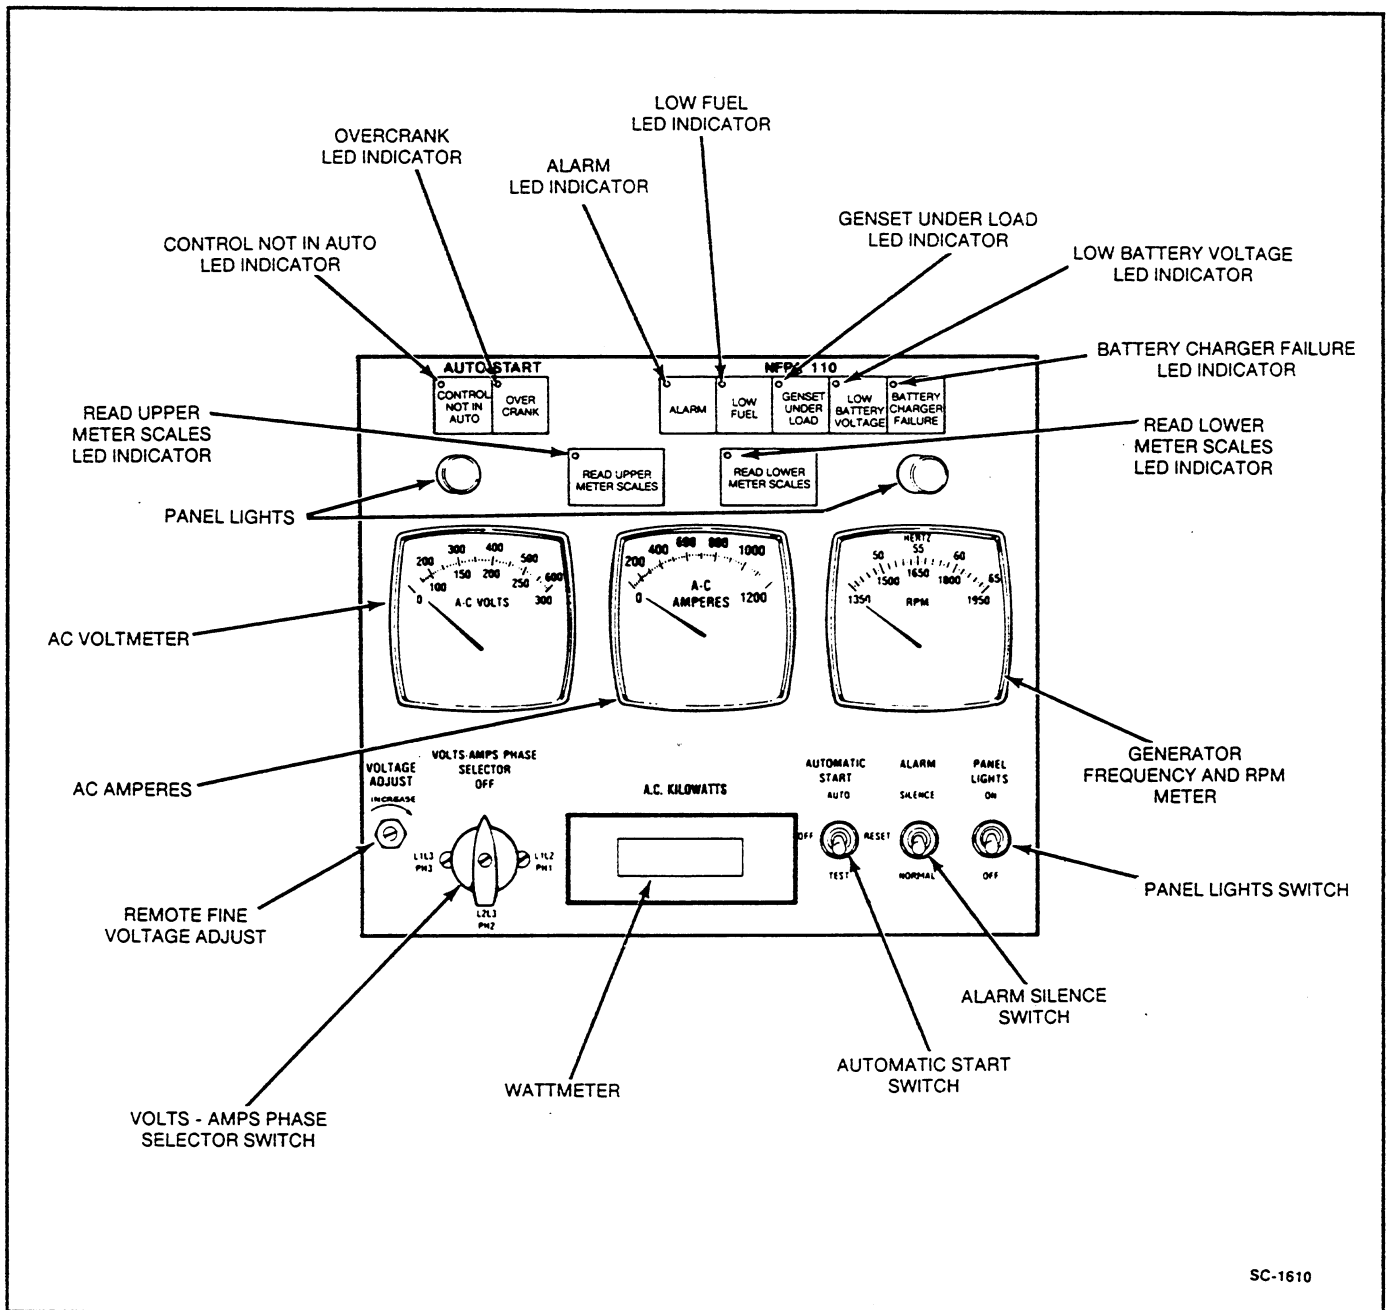 LOW FUEL
LED INDICATOR
OVERCRANK
LED INDICATOR
ALARM
LED INDICATOR
GENSET UNDER LOAD
LED INDICATOR
CONTROL NOT IN AUTO
LED INDICATOR
LOW BATTERY VOLTAGE
LED INDICATOR
BATTERY CHARGER FAILURE
LED INDICATOR
READ UPPER
METER SCALES
LED INDICATOR
READ LOWER
METER SCALES
LED INDICATOR
PANEL LIGHTS
AUTO START
CONTROL
NOT IN
AUTO
OVER
CRANK
110
ALARM
LOW
FUEL
GENSET
UNDER
LOAD
LOW
BATTERY
VOLTAGE
BATTERY
CHARGER
FAILURE
READ UPPER
METER SCALES
READ LOWER
METER SCALES
200 300 400 500 600
0 100 150 200 250 300
A-C VOLTS
200 400 600 800 1000
0 1200
A-C
AMPERES
HERTZ
50 55 60 65
1350 1500 1650 1800 1950
RPM
AC VOLTMETER
AC AMPERES
GENERATOR
FREQUENCY AND RPM
METER
VOLTAGE
ADJUST
INCREASE
VOLTS-AMPS PHASE
SELECTOR
OFF
L1L3
PH3
L1L2
PH1
L2L3
PH2
A.C. KILOWATTS
AUTOMATIC
START
AUTO
OFF
TEST
ALARM
SILENCE
RESET
NORMAL
PANEL
LIGHTS
ON
OFF
PANEL LIGHTS SWITCH
REMOTE FINE
VOLTAGE ADJUST
ALARM SILENCE
SWITCH
AUTOMATIC START
SWITCH
WATTMETER
VOLTS - AMPS PHASE
SELECTOR SWITCH
SC-1610